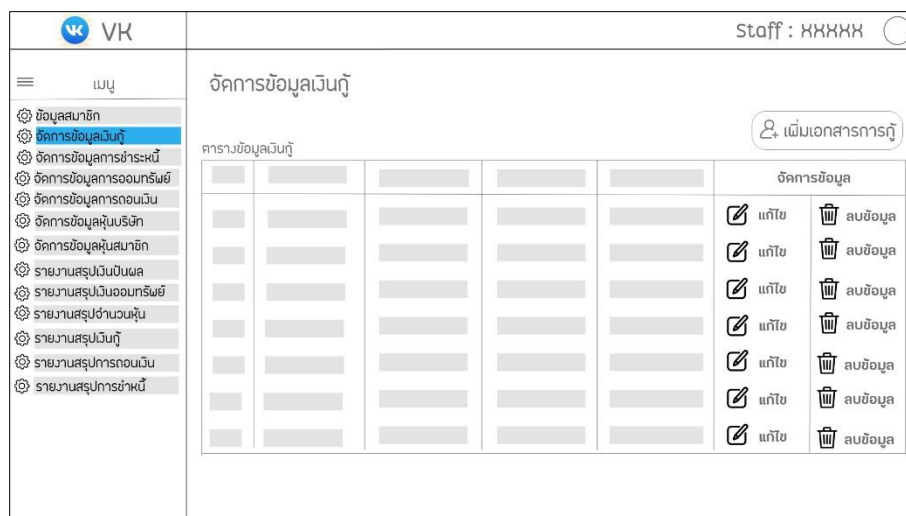 VK
Staff : XXXXX
เมนู
จัดการข้อมูลเงินกู้
ข้อมูลสมาชิก
จัดการข้อมูลเงินกู้
จัดการข้อมูลการชำระหนี้
จัดการข้อมูลการออมทรัพย์
จัดการข้อมูลการถอนเงิน
จัดการข้อมูลหุ้นบริษัท
จัดการข้อมูลหุ้นสมาชิก
รายงานสรุปเงินปันผล
รายงานสรุปเงินออมทรัพย์
รายงานสรุปจำนวนหุ้น
รายงานสรุปเงินกู้
รายงานสรุปการถอนเงิน
รายงานสรุปการชำหนี้
เพิ่มเอกสารการกู้
ตารางข้อมูลเงินกู้
จัดการข้อมูล
แก้ไข ลบข้อมูล
แก้ไข ลบข้อมูล
แก้ไข ลบข้อมูล
แก้ไข ลบข้อมูล
แก้ไข ลบข้อมูล
แก้ไข ลบข้อมูล
แก้ไข ลบข้อมูล